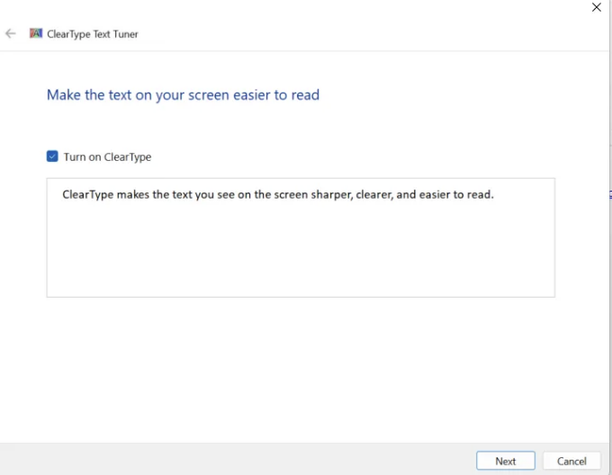 ClearType Text Tuner
Make the text on your screen easier to read
Turn on ClearType
ClearType makes the text you see on the screen sharper, clearer, and easier to read.
Next
Cancel